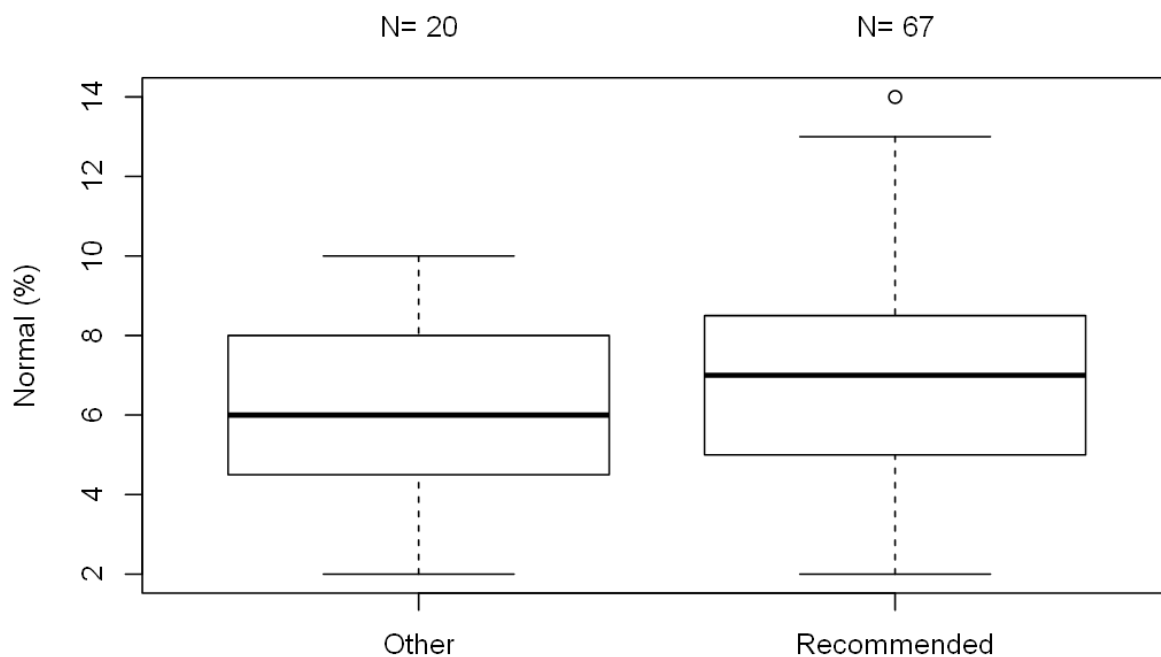 N= 20
N= 67
Normal (%)
14
12
10
8
6
4
2
Other
Recommended